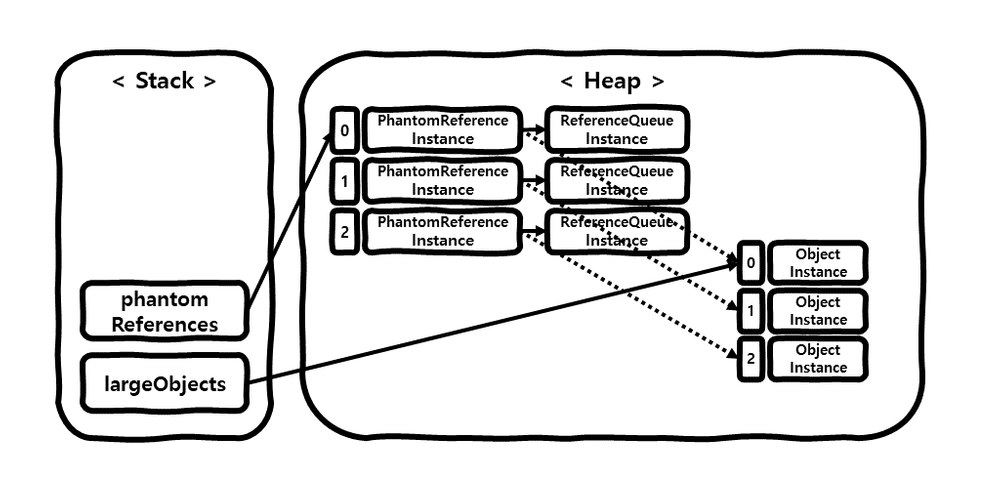 < Stack >
phantom
References
largeObjects
< Heap >
0
PhantomReference
Instance
ReferenceQueue
Instance
1
PhantomReference
Instance
ReferenceQueue
Instance
2
PhantomReference
Instance
ReferenceQueue
Instance
0
Object
Instance
1
Object
Instance
2
Object
Instance